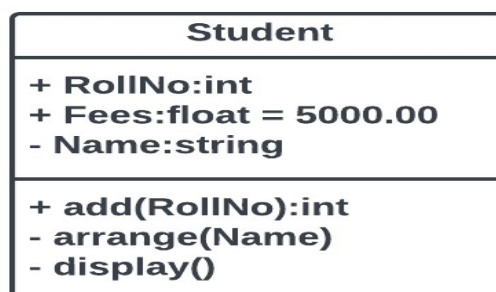 Student
+ RollNo:int
+ Fees:float = 5000.00
- Name:string
+ add(RollNo):int
- arrange(Name)
- display()